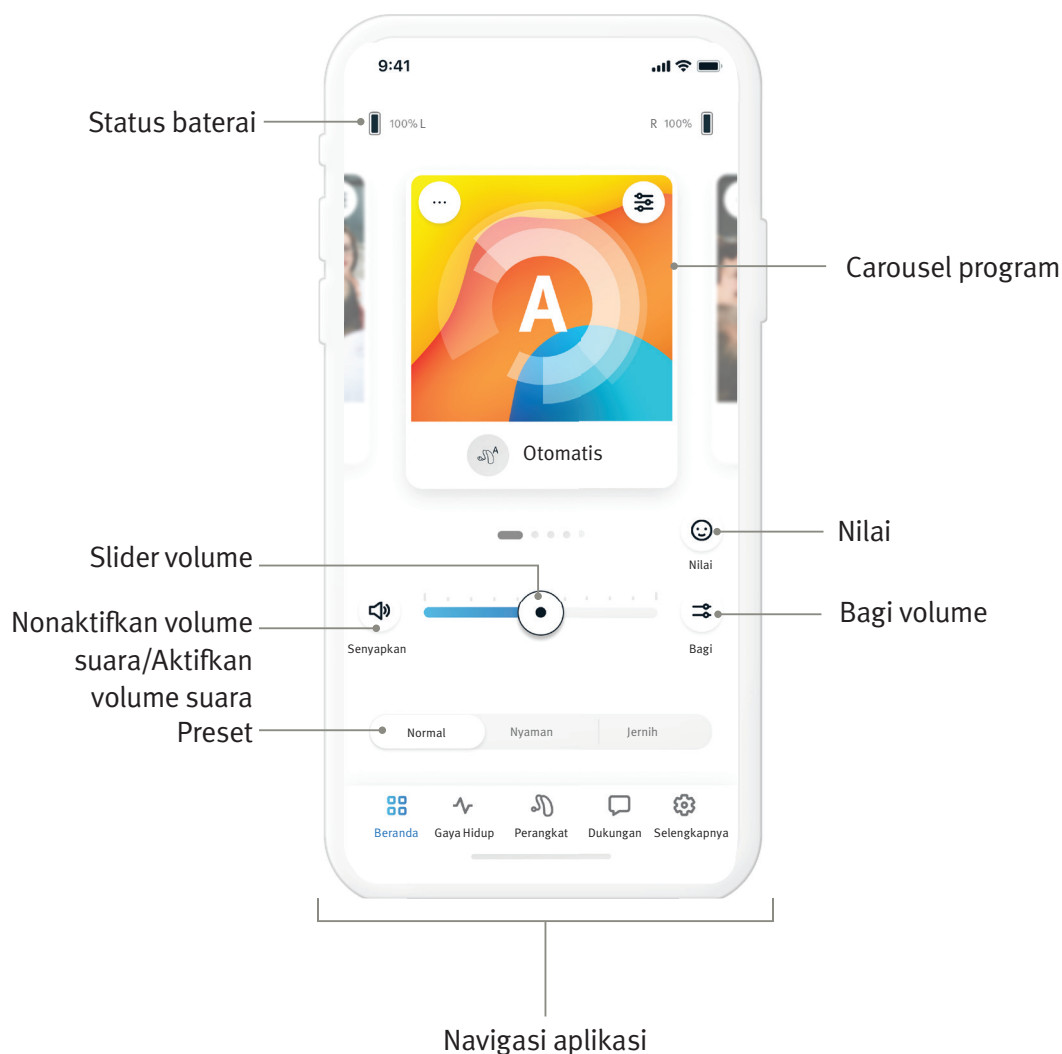 9:41
Status baterai
100% L
R 100%
...
A
Carousel program
A
Otomatis
Nilai
Nilai
Slider volume
Nonaktifkan volume
suara/Aktifkan
volume suara
Senyapkan
Bagi volume
Bagi
Preset
Normal
Nyaman
Jernih
Beranda
Gaya Hidup
Perangkat
Dukungan
Selengkapnya
Navigasi aplikasi